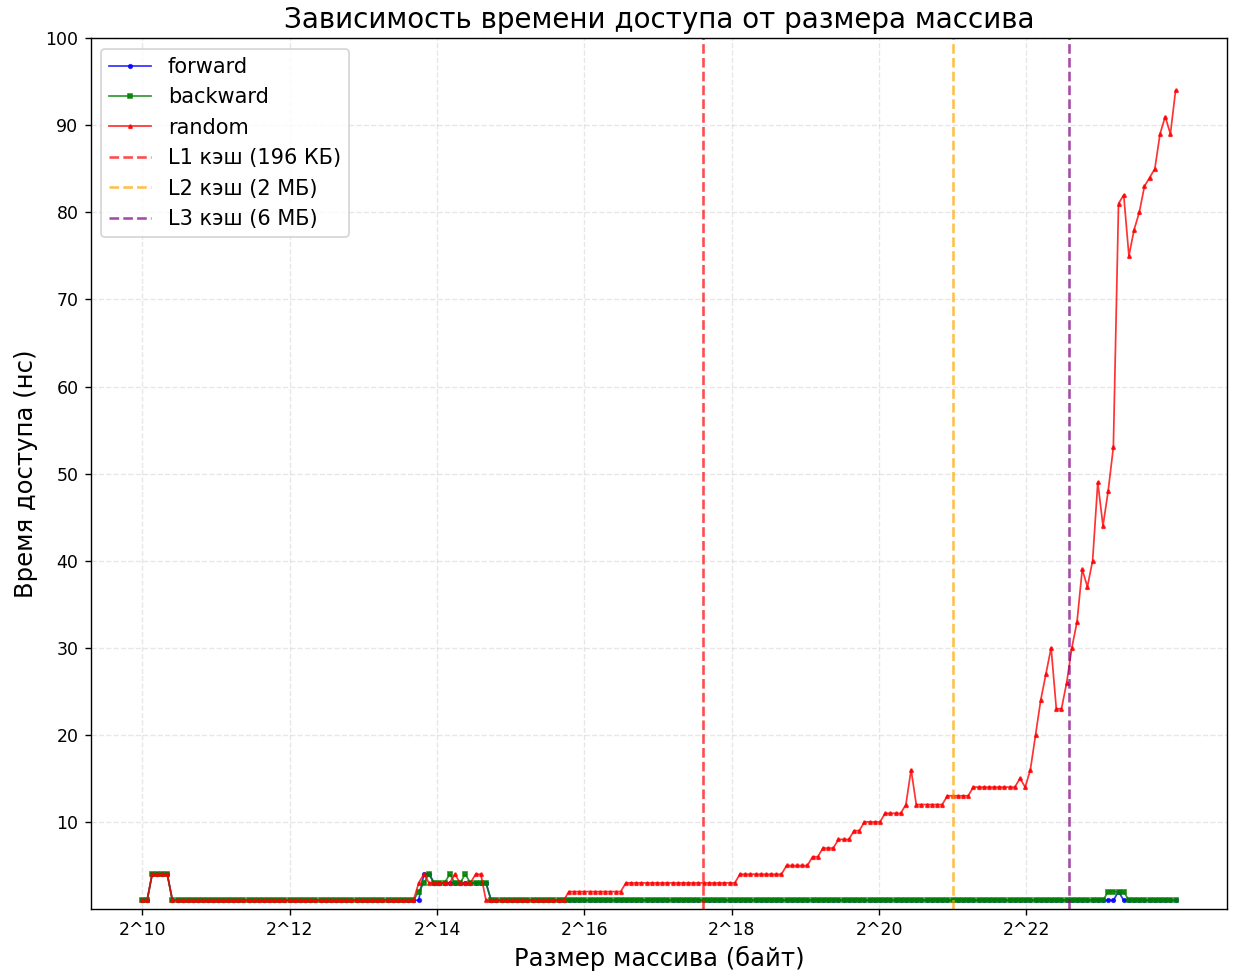 Зависимость времени доступа от размера массива
forward
backward
random
L1 кэш (196 КБ)
L2 кэш (2 МБ)
L3 кэш (6 МБ)
Время доступа (нс)
100
90
80
70
60
50
40
30
20
10
2^10 2^12 2^14 2^16 2^18 2^20 2^22
Размер массива (байт)